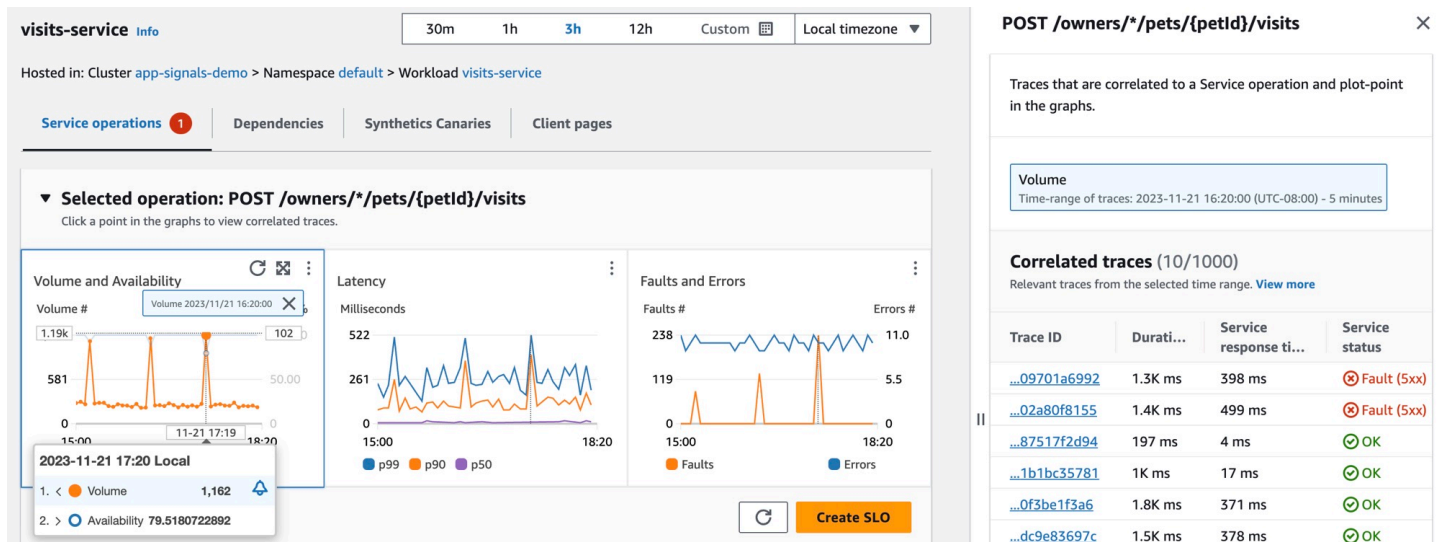 visits-service Info
30m 1h 3h 12h Custom Local timezone
Hosted in: Cluster app-signals-demo > Namespace default > Workload visits-service
Service operations 1 Dependencies Synthetics Canaries Client pages
Selected operation: POST /owners/*/pets/{petId}/visits
Click a point in the graphs to view correlated traces.
Volume and Availability
Volume #
Volume 2023/11/21 16:20:00
1.19k 102
581 50.00
0 0
11-21 17:19
15:00 18:20
2023-11-21 17:20 Local
1. < Volume 1,162
2. > Availability 79.5180722892
Latency
Milliseconds
522
261
0
15:00 18:20
p99 p90 p50
Faults and Errors
Faults # Errors #
238 11.0
119 5.5
0 0
15:00 18:20
Faults Errors
Create SLO
POST /owners/*/pets/{petId}/visits
Traces that are correlated to a Service operation and plot-point
in the graphs.
Volume
Time-range of traces: 2023-11-21 16:20:00 (UTC-08:00) - 5 minutes
Correlated traces (10/1000)
Relevant traces from the selected time range. View more
Trace ID Durati... Service response ti... Service status
...09701a6992 1.3K ms 398 ms Fault (5xx)
...02a80f8155 1.4K ms 499 ms Fault (5xx)
...87517f2d94 197 ms 4 ms OK
...1b1bc35781 1K ms 17 ms OK
...0f3be1f3a6 1.8K ms 371 ms OK
...dc9e83697c 1.5K ms 378 ms OK